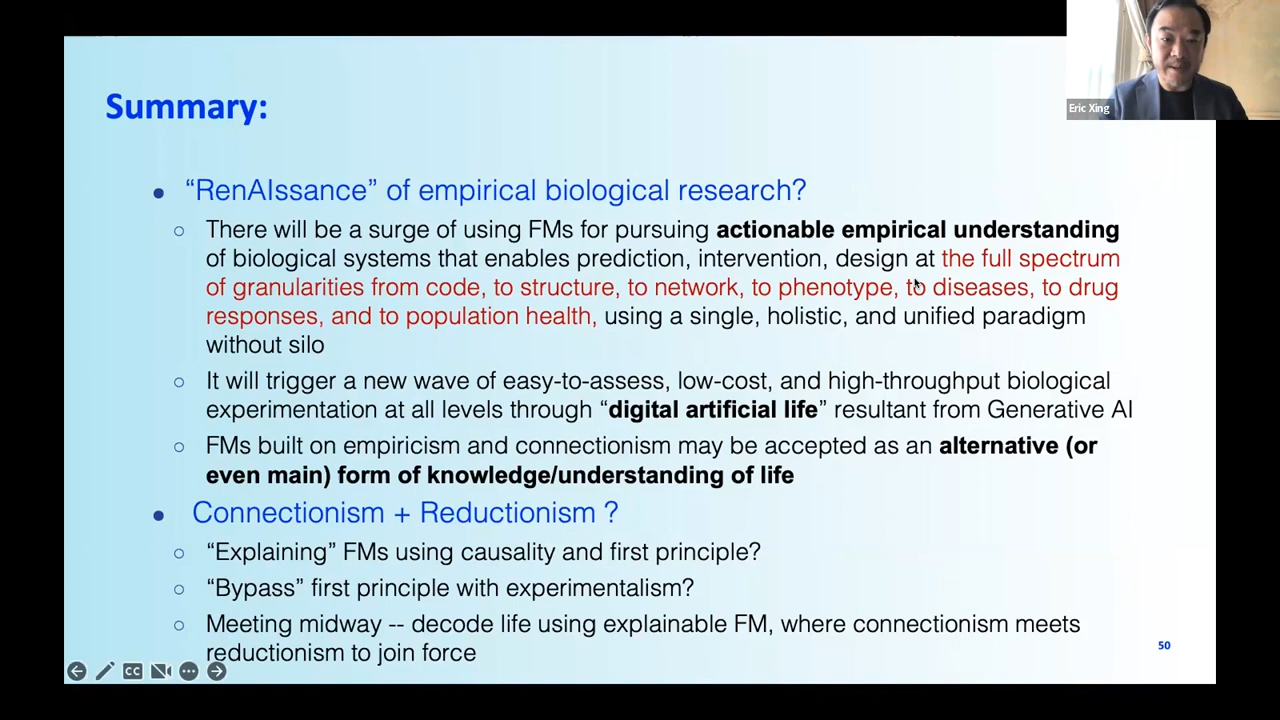 Eric Xing
Summary:
• “RenAIssance” of empirical biological research?
○ There will be a surge of using FMs for pursuing actionable empirical understanding
of biological systems that enables prediction, intervention, design at the full spectrum
of granularities from code, to structure, to network, to phenotype, to diseases, to drug
responses, and to population health, using a single, holistic, and unified paradigm
without silo
○ It will trigger a new wave of easy-to-assess, low-cost, and high-throughput biological
experimentation at all levels through “digital artificial life” resultant from Generative AI
○ FMs built on empiricism and connectionism may be accepted as an alternative (or
even main) form of knowledge/understanding of life
• Connectionism + Reductionism ?
○ “Explaining” FMs using causality and first principle?
○ “Bypass” first principle with experimentalism?
○ Meeting midway -- decode life using explainable FM, where connectionism meets
reductionism to join force
50
CC